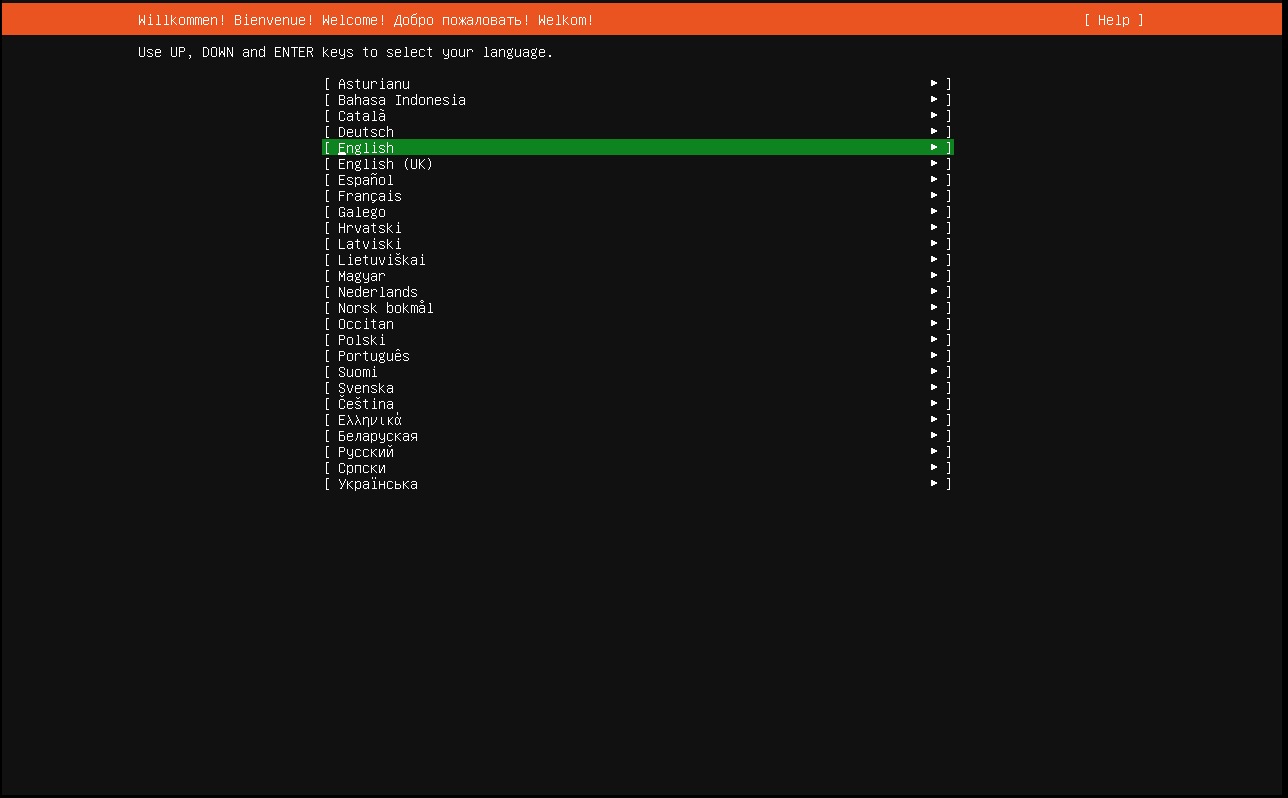 Willkommen! Bienvenue! Welcome! Добро пожаловать! Welkom! [ Help ]
Use UP, DOWN and ENTER keys to select your language.
[ Asturianu ► ]
[ Bahasa Indonesia ► ]
[ Català ► ]
[ Deutsch ► ]
[ English ► ]
[ English (UK) ► ]
[ Español ► ]
[ Français ► ]
[ Galego ► ]
[ Hrvatski ► ]
[ Latviski ► ]
[ Lietuviškai ► ]
[ Magyar ► ]
[ Nederlands ► ]
[ Norsk bokmål ► ]
[ Occitan ► ]
[ Polski ► ]
[ Português ► ]
[ Suomi ► ]
[ Svenska ► ]
[ Čeština ► ]
[ Ελληνικά ► ]
[ Беларуская ► ]
[ Русский ► ]
[ Српски ► ]
[ Українська ► ]